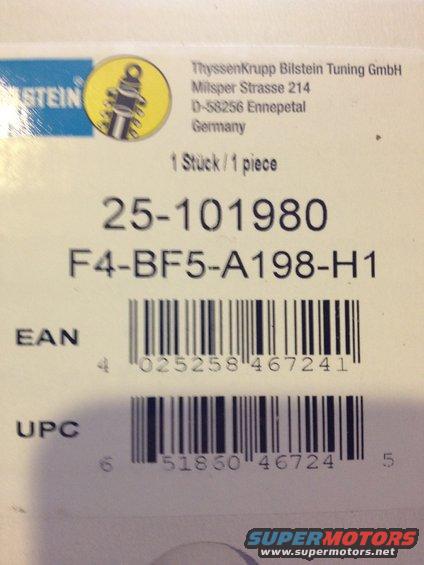 ThyssenKrupp Bilstein Tuning GmbH
Milsper Strasse 214
D-58256 Ennepetal
Germany
1 Stück / 1 piece
25-101980
F4-BF5-A198-H1
EAN
4 025258 467241
UPC
6 51860 46724 5
SUPERMOTORS
www.supermotors.net